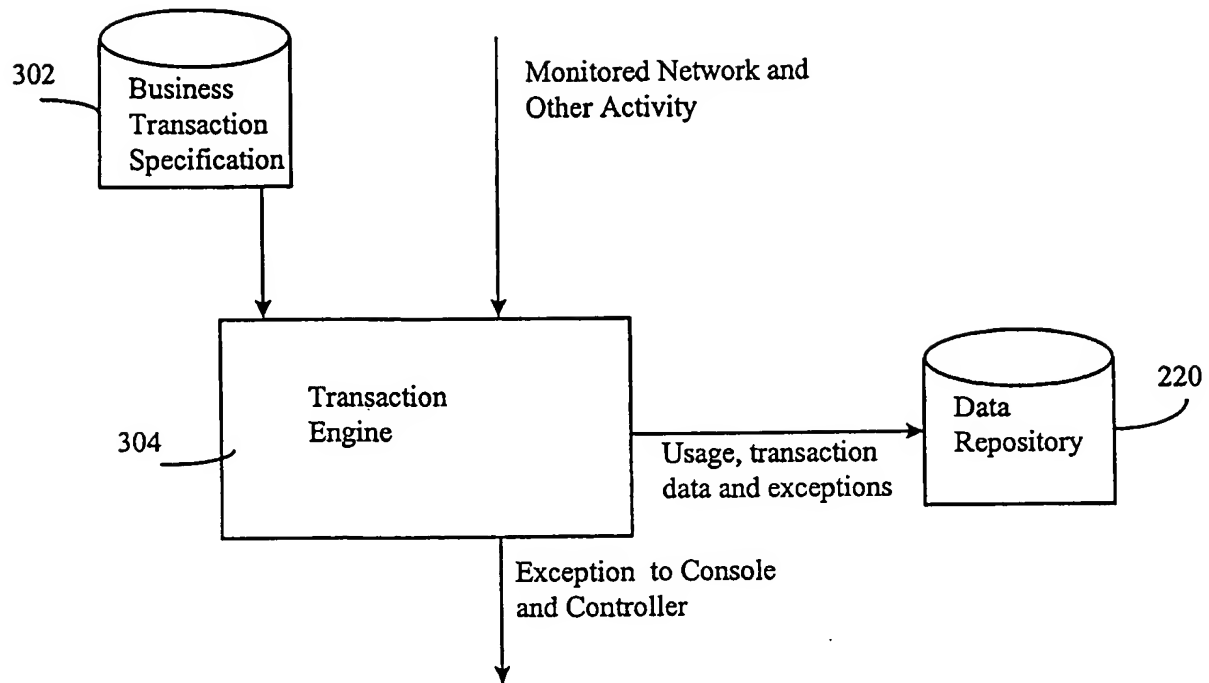 302
Business
Transaction
Specification
Monitored Network and
Other Activity
304
Transaction
Engine
Usage, transaction
data and exceptions
Data
Repository
220
Exception to Console
and Controller